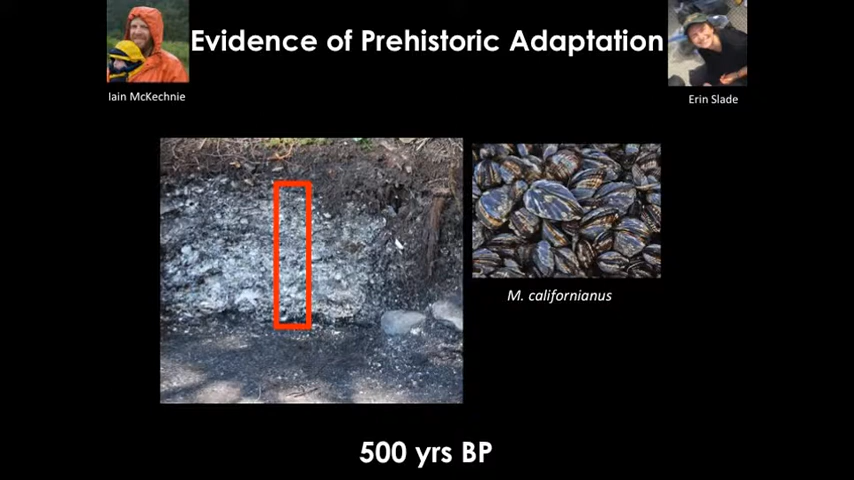 Evidence of Prehistoric Adaptation
Iain McKechnie
Erin Slade
M. californianus
500 yrs BP